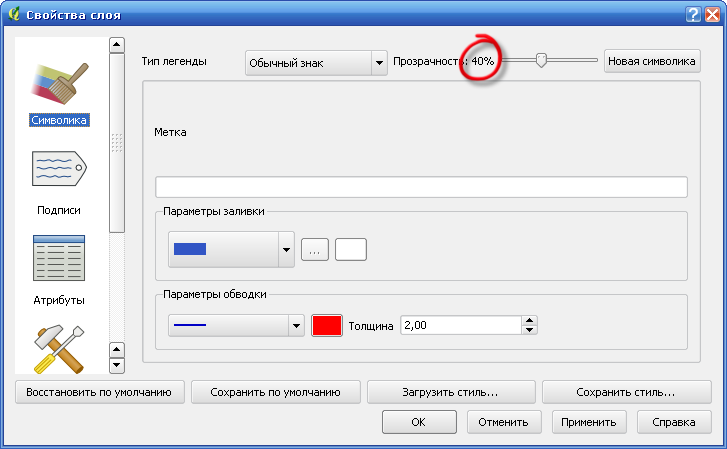 Свойства слоя
Тип легенды
Обычный знак
Прозрачность: 40%
Новая символика
Символика
Подписи
Атрибуты
Метка
Параметры заливки
...
Параметры обводки
Толщина
2,00
Восстановить по умолчанию
Сохранить по умолчанию
Загрузить стиль...
Сохранить стиль...
OK
Отменить
Применить
Справка